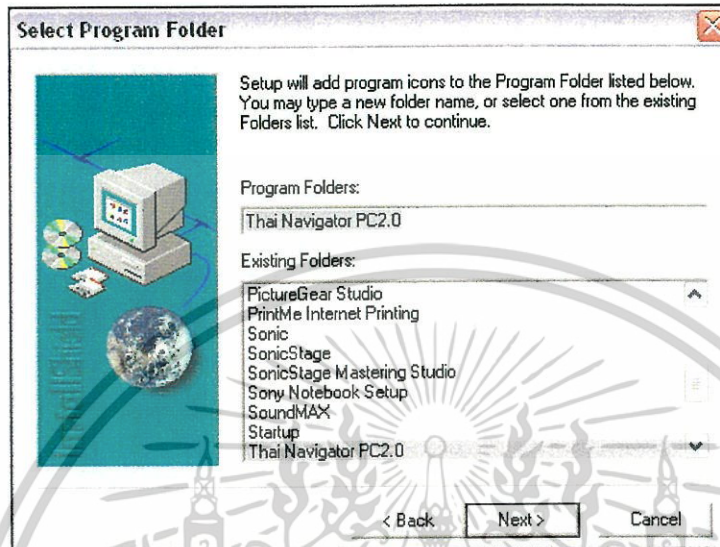 Select Program Folder
Setup will add program icons to the Program Folder listed below.
You may type a new folder name, or select one from the existing
Folders list. Click Next to continue.
Program Folders:
Thai Navigator PC2.0
Existing Folders:
PictureGear Studio
PrintMe Internet Printing
Sonic
SonicStage
SonicStage Mastering Studio
Sony Notebook Setup
SoundMAX
Startup
Thai Navigator PC2.0
< Back
Next >
Cancel